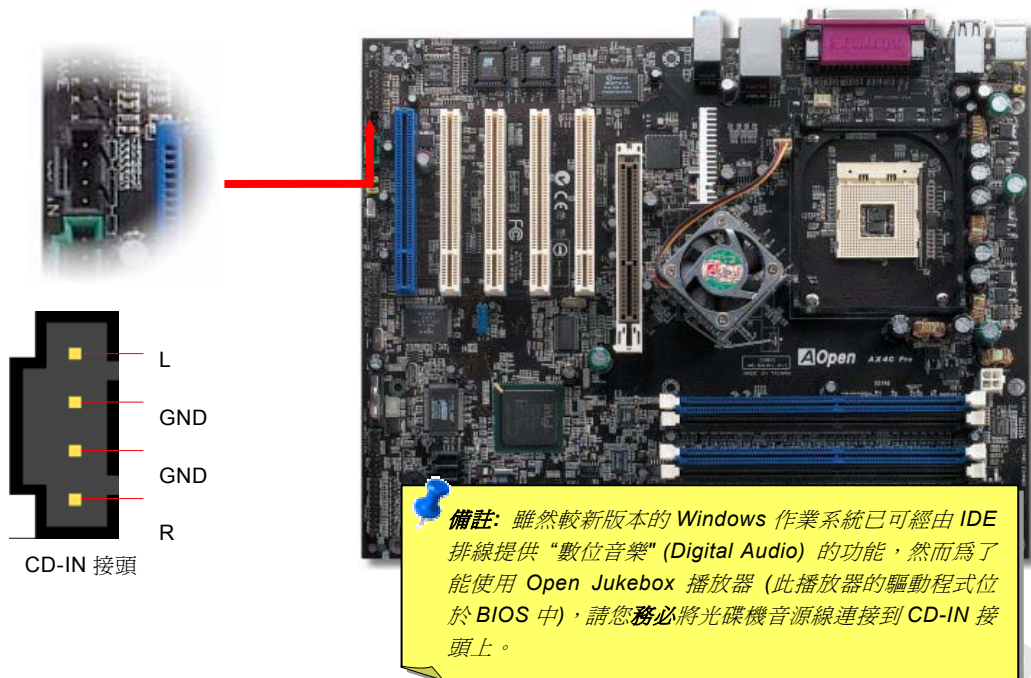 L
GND
GND
R
CD-IN 接頭
AOpen AX4C Pro
FC
CE
備註: 雖然較新版本的 Windows 作業系統已可經由 IDE
排線提供 “數位音樂" (Digital Audio) 的功能，然而爲了
能使用 Open Jukebox 播放器 (此播放器的驅動程式位
於 BIOS 中)，請您務必將光碟機音源線連接到 CD-IN 接
頭上。